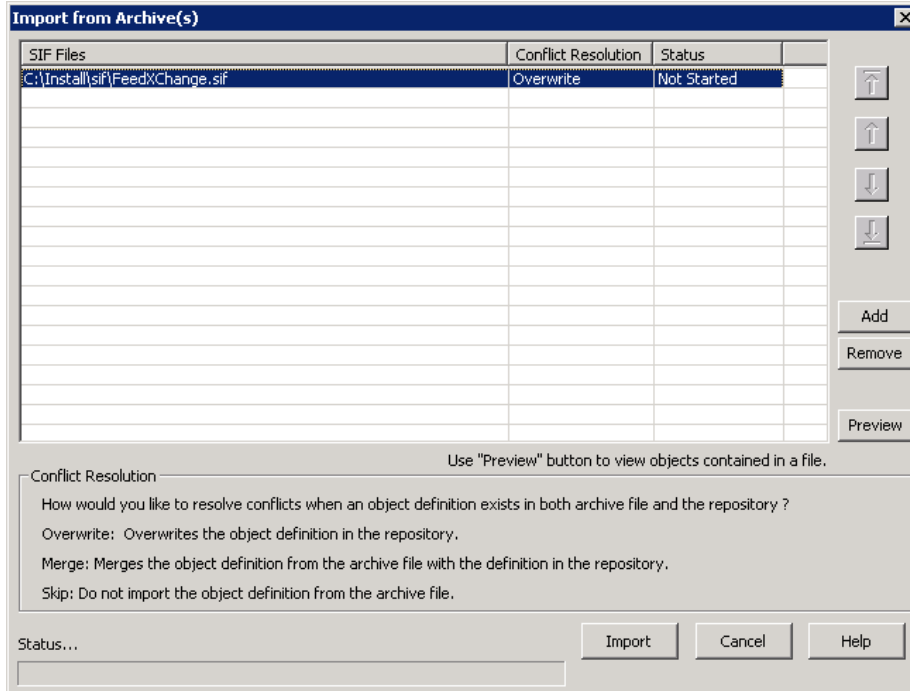 Import from Archive(s)
SIF Files Conflict Resolution Status
C:\Install\sif\FeedXChange.sif Overwrite Not Started
Add
Remove
Preview
Use "Preview" button to view objects contained in a file.
Conflict Resolution
How would you like to resolve conflicts when an object definition exists in both archive file and the repository ?
Overwrite: Overwrites the object definition in the repository.
Merge: Merges the object definition from the archive file with the definition in the repository.
Skip: Do not import the object definition from the archive file.
Status...
Import Cancel Help